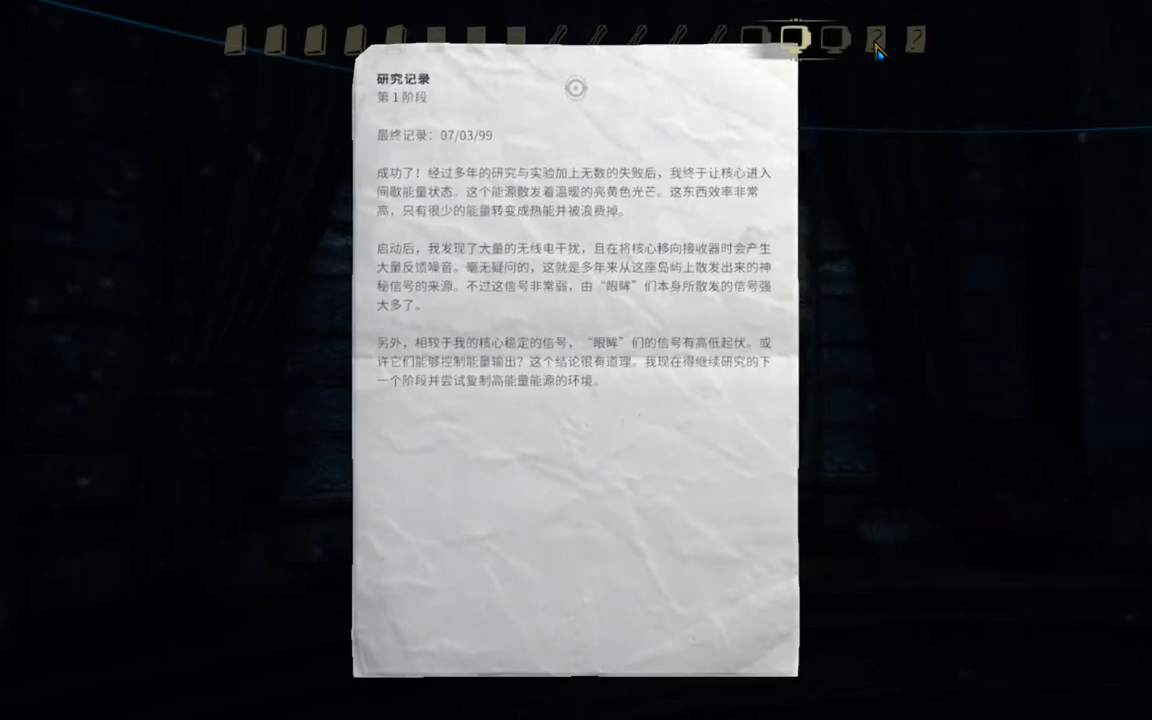 研究记录
第 1 阶段
最终记录：07/03/99
成功了！经过多年的研究与实验加上无数的失败后，我终于让核心进入
间歇能量状态。这个能源散发着温暖的亮黄色光芒。这东西效率非常
高，只有很少的能量转变成热能并被浪费掉。
启动后，我发现了大量的无线电干扰，且在将核心移向接收器时会产生
大量反馈噪音。毫无疑问的，这就是多年来从这座岛屿上散发出来的神
秘信号的来源。不过这信号非常弱，由“眼眸”们本身所散发的信号强
大多了。
另外，相较于我的核心稳定的信号，“眼眸”们的信号有高低起伏。或
许它们能够控制能量输出？这个结论很有道理。我现在得继续研究的下
一个阶段并尝试复制高能量能源的环境。